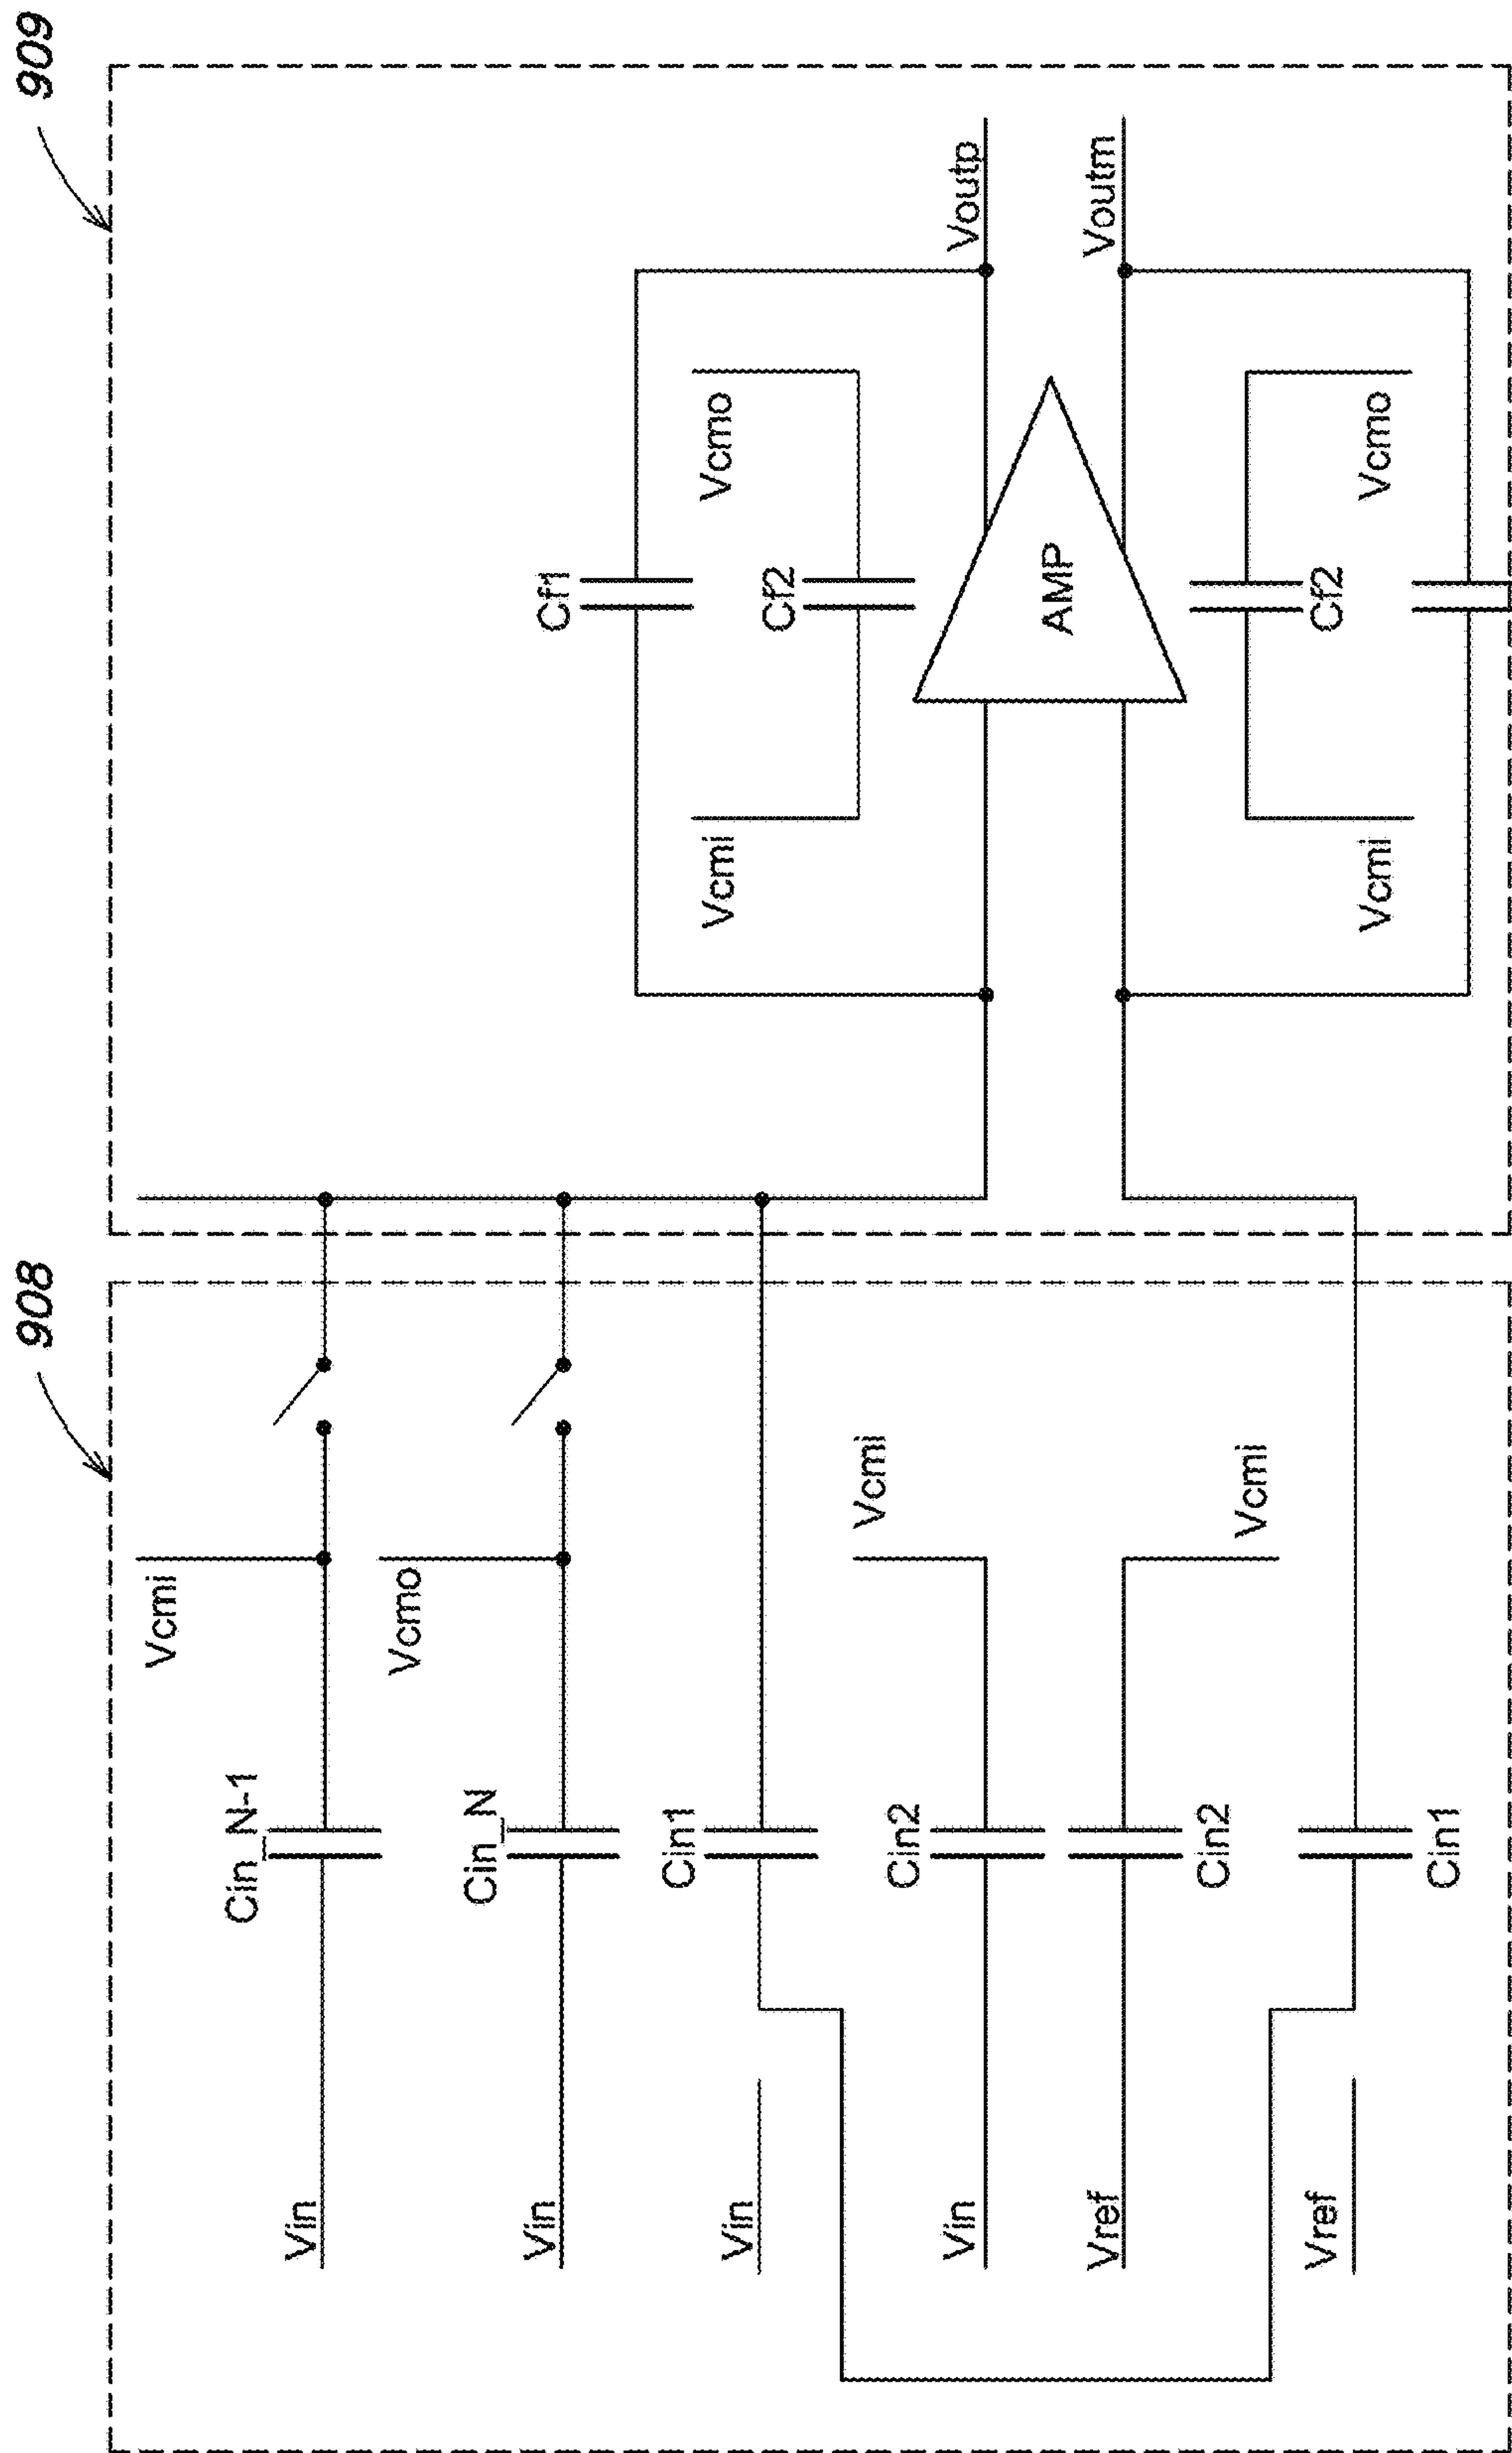 908
Vin
Cin_N-1
Vcmi
Vin
Cin_N
Vcmo
Vin
Cin1
Vin
Cin2
Vcmi
Vref
Cin2
Vcmi
Vref
Cin1
909
Cf1
Vcmi
Cf2
Vcmo
Voutp
AMP
Voutm
Vcmi
Cf2
Vcmo